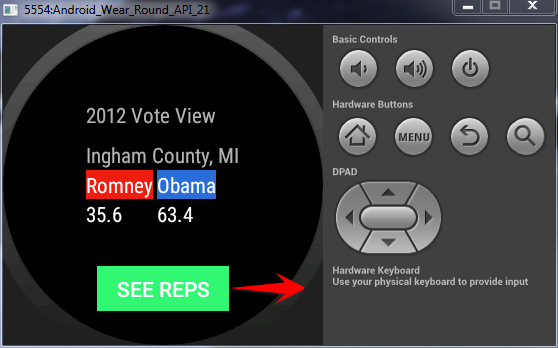 5554:Android_Wear_Round_API_21
2012 Vote View
Ingham County, MI
Romney Obama
35.6 63.4
SEE REPS
Basic Controls
Hardware Buttons
MENU
DPAD
Hardware Keyboard
Use your physical keyboard to provide input